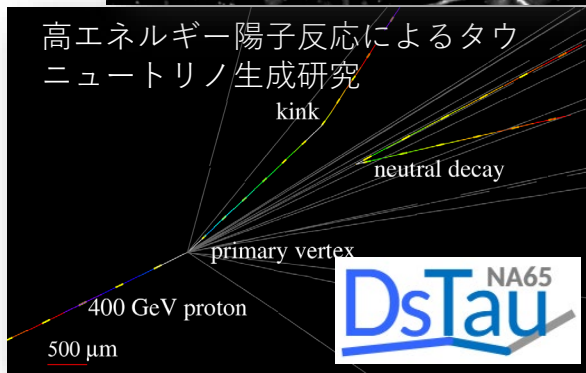 高エネルギー陽子反応によるタウ
ニュートリノ生成研究
kink
neutral decay
primary vertex
400 GeV proton
500 μm
NA65
DsTau